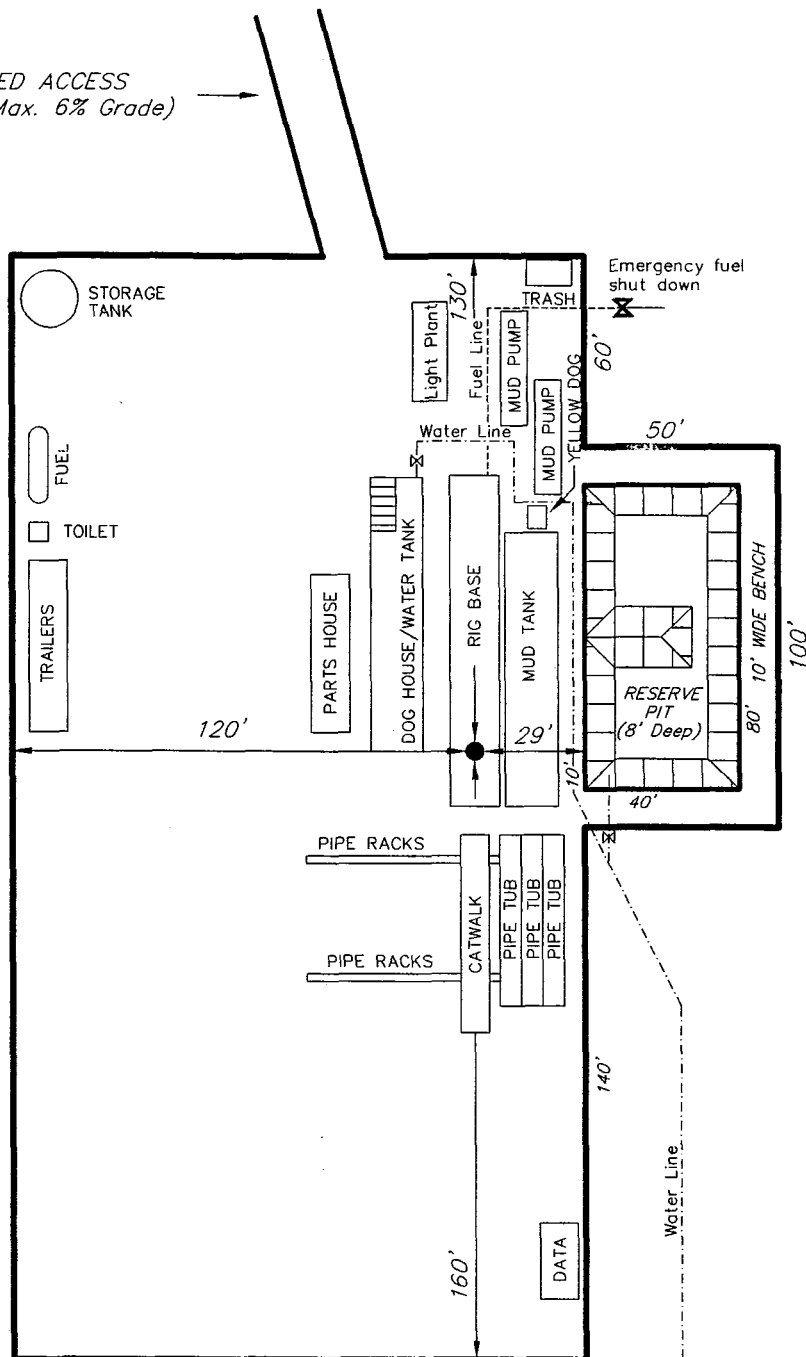 ED ACCESS
Max. 6% Grade)
STORAGE
TANK
Light Plant
130'
Fuel Line
TRASH
Emergency fuel
shut down
MUD PUMP
60'
MUD PUMP
YELLOW DOG
Water Line
50'
FUEL
TOILET
TRAILERS
PARTS HOUSE
DOG HOUSE/WATER TANK
RIG BASE
MUD TANK
RESERVE
PIT
(8' Deep)
80'
10' WIDE BENCH
100'
120'
29'
10'
40'
PIPE RACKS
CATWALK
PIPE TUB
PIPE TUB
PIPE TUB
PIPE RACKS
140'
Water Line
160'
DATA